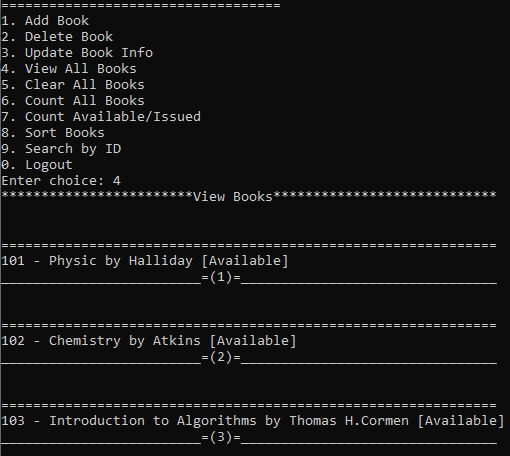 ===================================
1. Add Book
2. Delete Book
3. Update Book Info
4. View All Books
5. Clear All Books
6. Count All Books
7. Count Available/Issued
8. Sort Books
9. Search by ID
0. Logout
Enter choice: 4
************************View Books****************************
==============================================================
101 - Physic by Halliday [Available]
_________________________=(1)=________________________________
==============================================================
102 - Chemistry by Atkins [Available]
_________________________=(2)=________________________________
==============================================================
103 - Introduction to Algorithms by Thomas H.Cormen [Available]
_________________________=(3)=________________________________